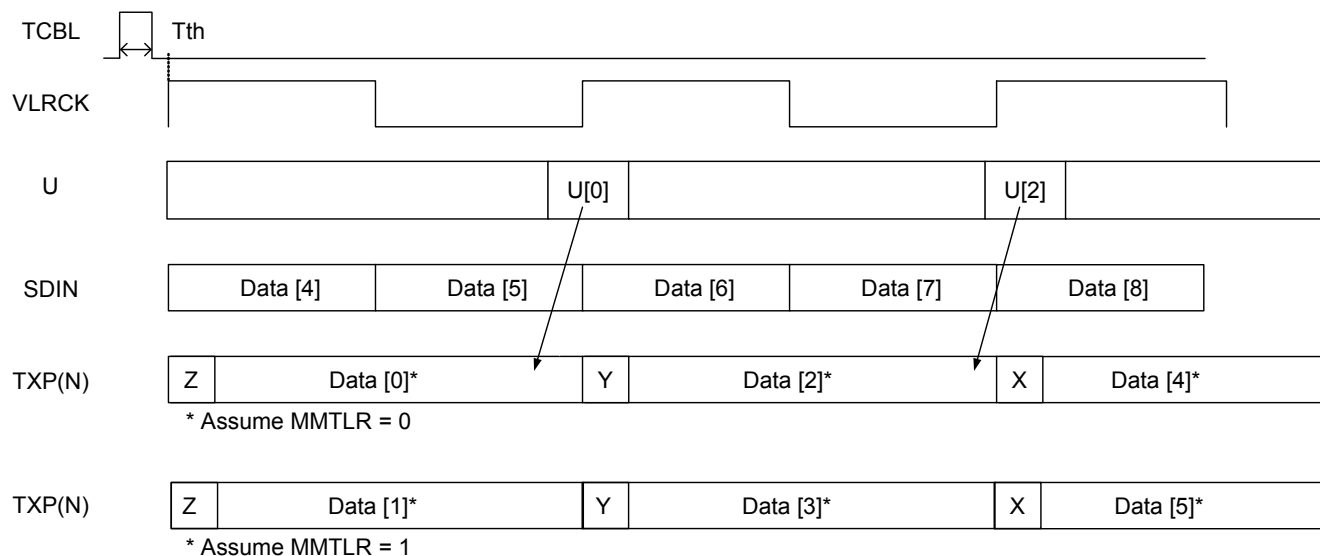 TCBL Tth
VLRCK
U U[0] U[2]
SDIN Data [4] Data [5] Data [6] Data [7] Data [8]
TXP(N) Z Data [0]* Y Data [2]* X Data [4]*
* Assume MMTLR = 0
TXP(N) Z Data [1]* Y Data [3]* X Data [5]*
* Assume MMTLR = 1